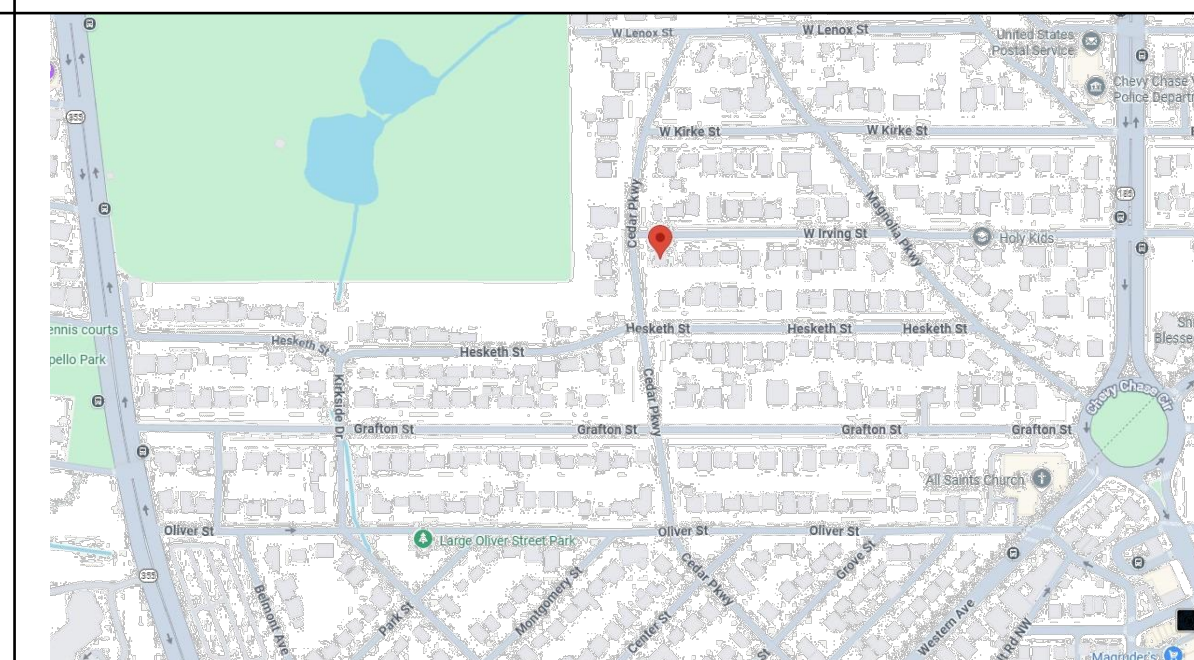 W Lenox St
W Lenox St
United States
Postal Service
Chevy Chase
Police Depart
355
W Kirke St
W Kirke St
Cedar Pkwy
Magnolia Pkwy
185
W Irving St
Holy Kids
Hesketh St
Hesketh St
Hesketh St
ennis courts
pello Park
Hesketh St
Hesketh St
Blesse
Kirkside Dr
Cedar Pkwy
Chevy Chase Cir
Grafton St
Grafton St
Grafton St
Grafton St
All Saints Church
Oliver St
Large Oliver Street Park
Oliver St
Oliver St
355
Belmont Ave
Park St
Montgomery St
Center St
Cedar Pkwy
St
Grove St
Western Ave
Rd NW
Magruder's